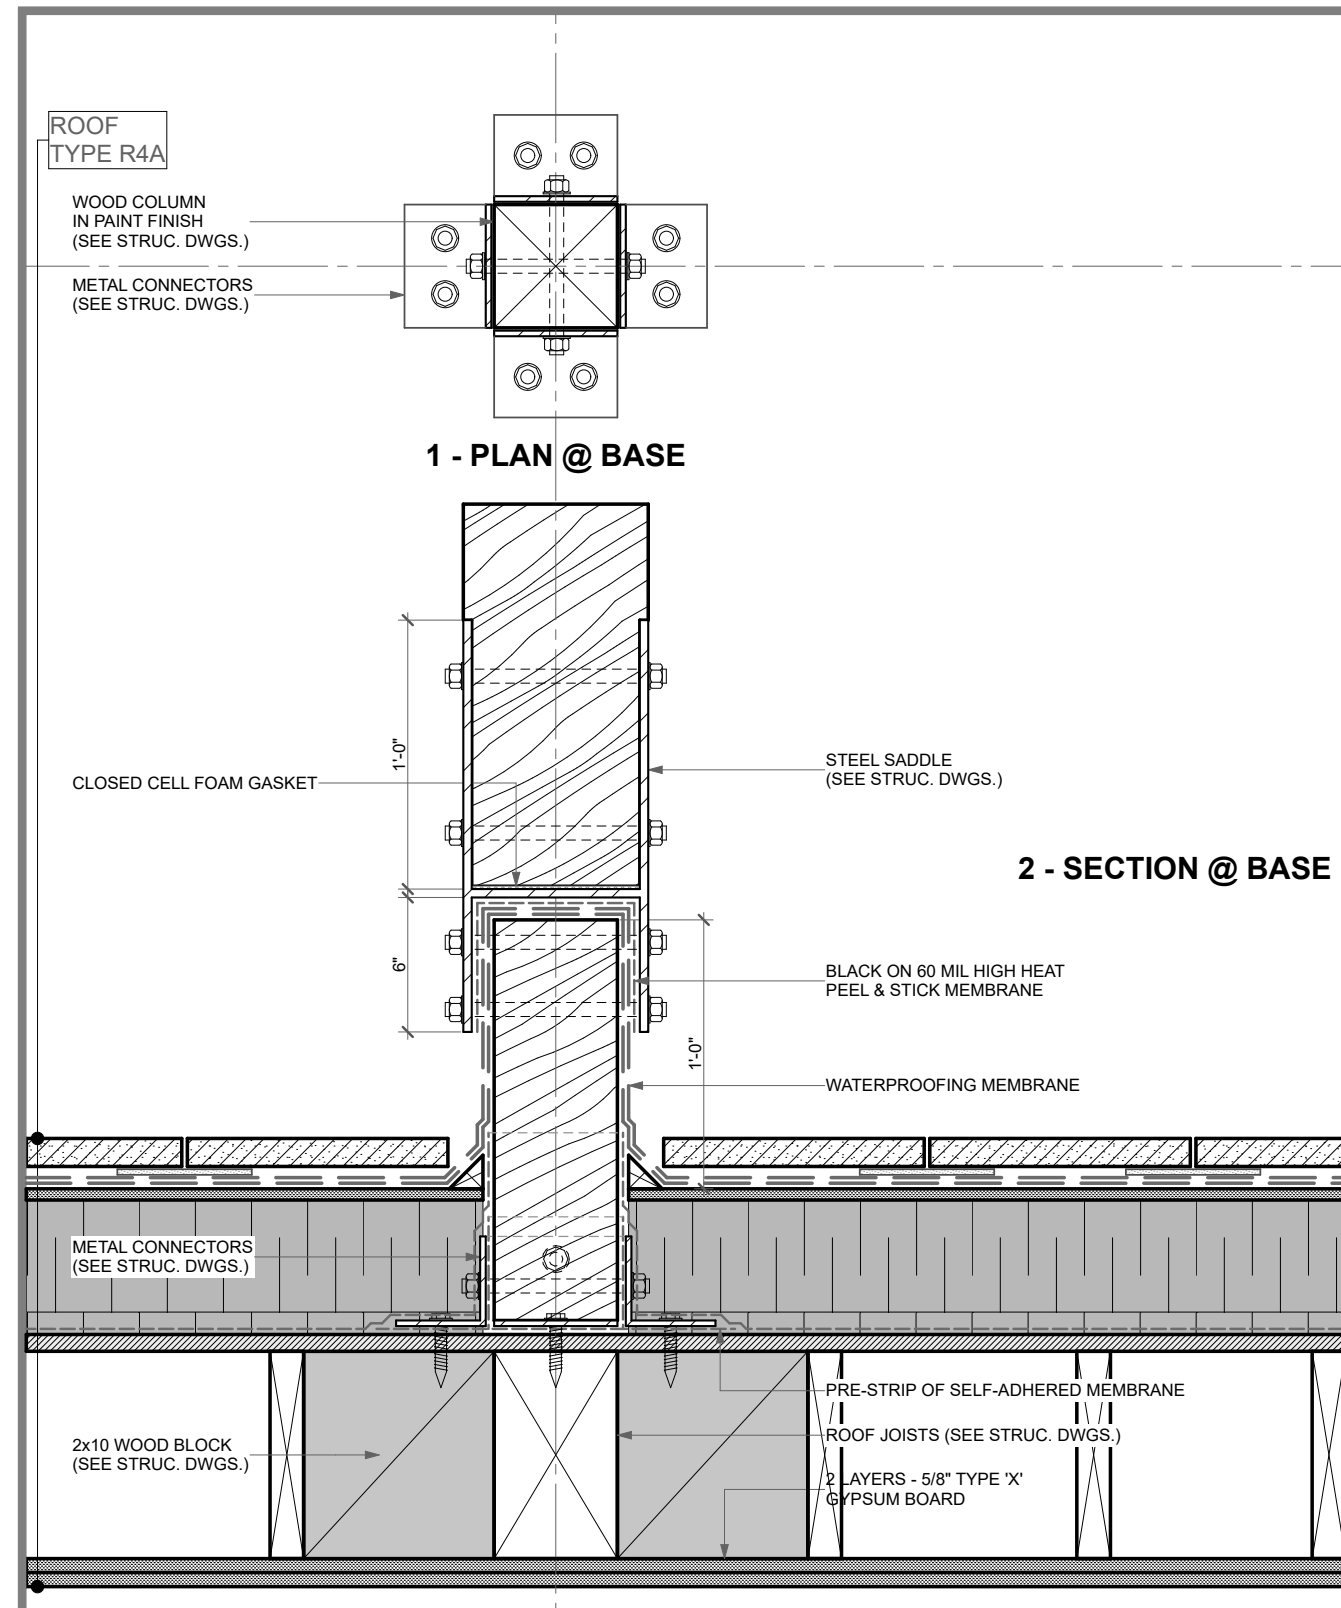 ROOF
TYPE R4A
WOOD COLUMN
IN PAINT FINISH
(SEE STRUC. DWGS.)
METAL CONNECTORS
(SEE STRUC. DWGS.)
1 - PLAN @ BASE
1'-0"
CLOSED CELL FOAM GASKET
STEEL SADDLE
(SEE STRUC. DWGS.)
2 - SECTION @ BASE
6"
BLACK ON 60 MIL HIGH HEAT
PEEL & STICK MEMBRANE
1'-0"
WATERPROOFING MEMBRANE
METAL CONNECTORS
(SEE STRUC. DWGS.)
PRE-STRIP OF SELF-ADHERED MEMBRANE
ROOF JOISTS (SEE STRUC. DWGS.)
2x10 WOOD BLOCK
(SEE STRUC. DWGS.)
2 LAYERS - 5/8" TYPE 'X'
GYPSUM BOARD